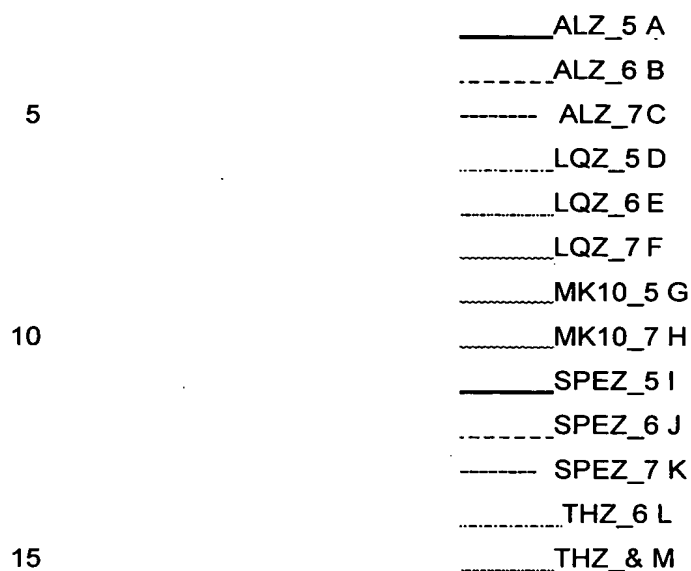 ALZ_5 A
ALZ_6 B
5 ALZ_7 C
LQZ_5 D
LQZ_6 E
LQZ_7 F
MK10_5 G
10 MK10_7 H
SPEZ_5 I
SPEZ_6 J
SPEZ_7 K
THZ_6 L
15 THZ_& M